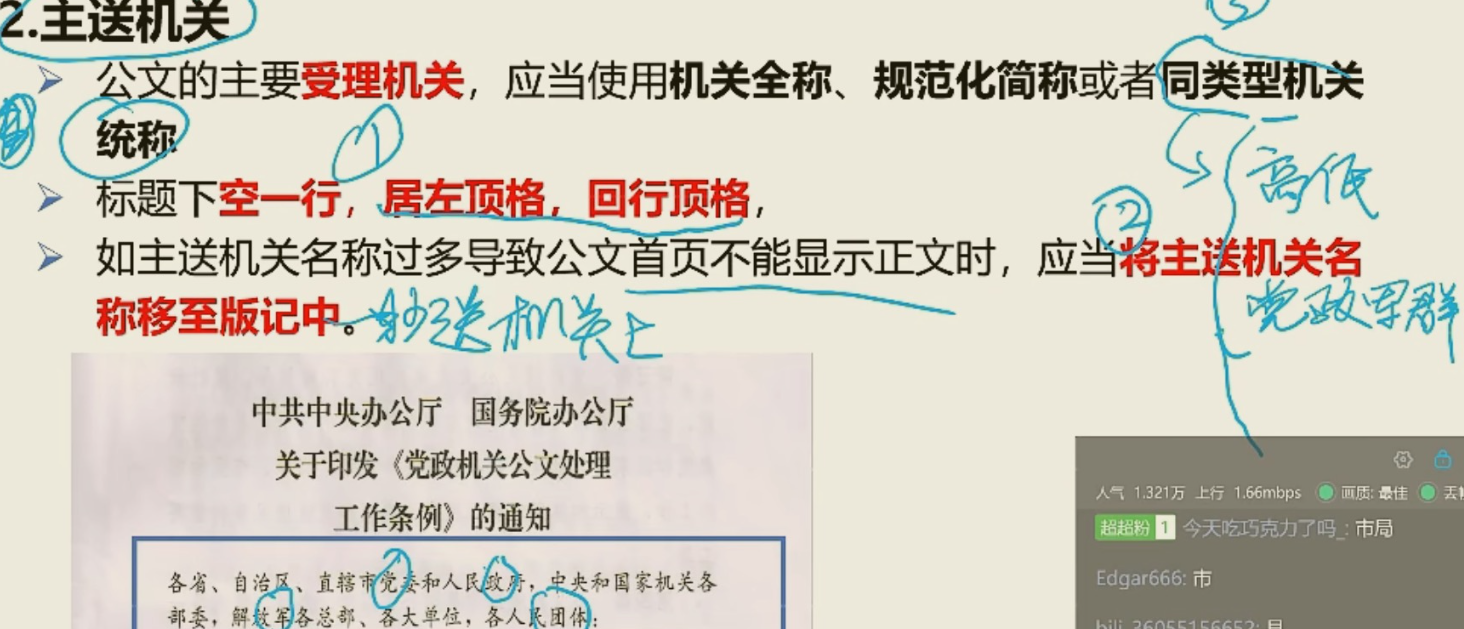 2.主送机关
③
公文的主要受理机关，应当使用机关全称、规范化简称或者同类型机关
统称
①
高低
标题下空一行，居左顶格，回行顶格，
②
如主送机关名称过多导致公文首页不能显示正文时，应当将主送机关名
称移至版记中。
抄送机关上
党政军群
中共中央办公厅 国务院办公厅
关于印发《党政机关公文处理
工作条例》的通知
各省、自治区、直辖市党委和人民政府，中央和国家机关各
部委，解放军各总部、各大单位，各人民团体：
人气 1.321万 上行 1.66mbps 画质: 最佳 丢帧
超超粉 1 今天吃巧克力了吗_: 市局
Edgar666: 市
bili_36055156652: 县